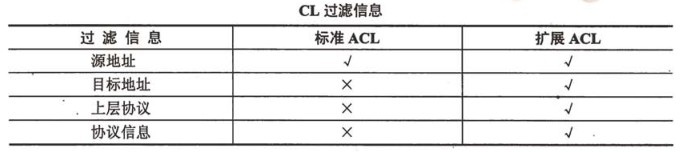 CL 过滤信息
过 滤 信 息 标准 ACL 扩展 ACL
源地址 √ √
目标地址 × √
上层协议 × √
协议信息 × √